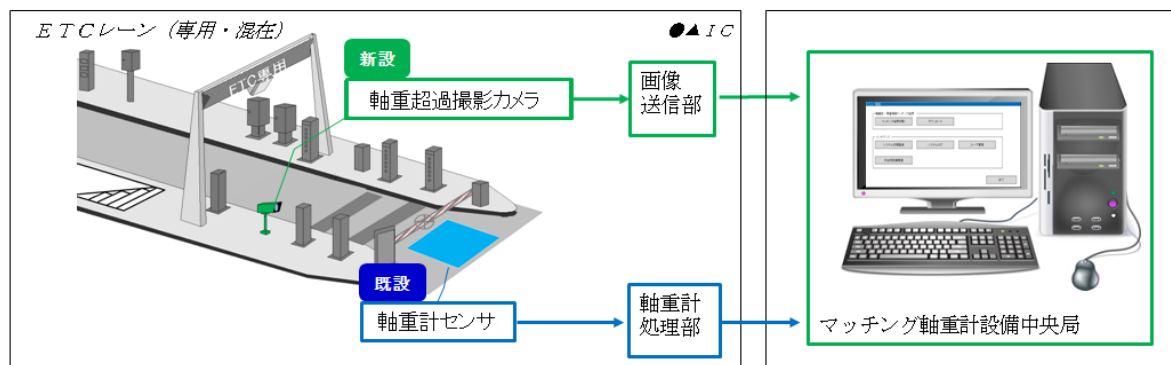 ＥＴＣレーン（専用・混在）
●▲ＩＣ
ETC専用
新設
軸重超過撮影カメラ
画像
送信部
既設
軸重計センサ
軸重計
処理部
マッチング軸重計設備中央局